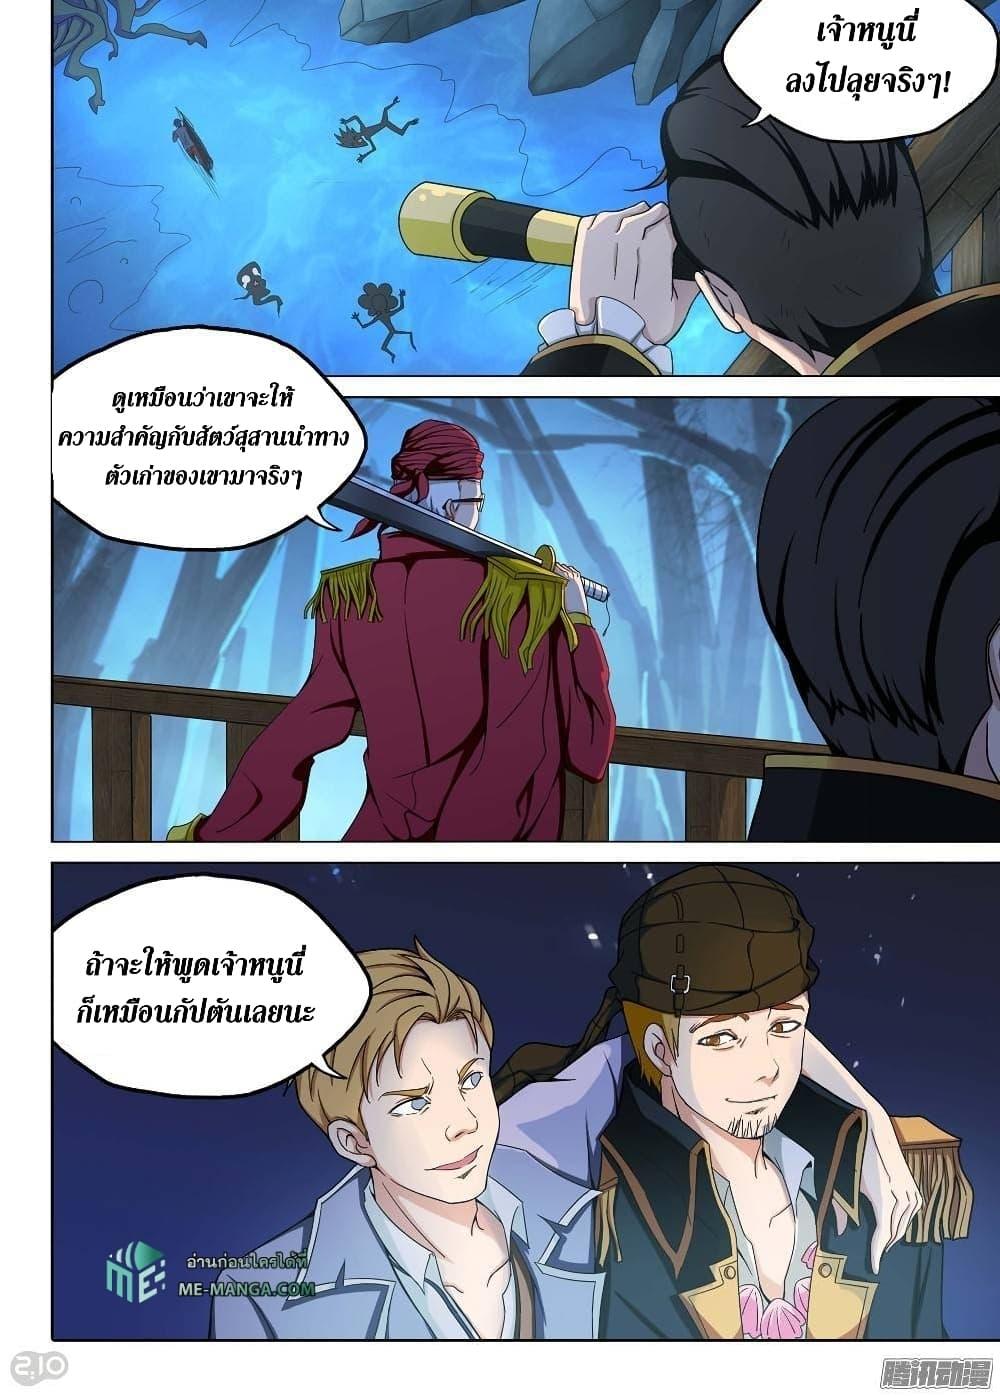 เจ้าหนูนี่
ลงไปลุยจริงๆ!
ดูเหมือนว่าเขาจะให้
ความสำคัญกับสัตว์สุสานนำทาง
ตัวเก่าของเขามาจริงๆ
ถ้าจะให้พูดเจ้าหนูนี่
ก็เหมือนกัปตันเลยนะ
ME
อ่านก่อนใครได้ที่
ME-MANGA.COM
210
腾讯动漫